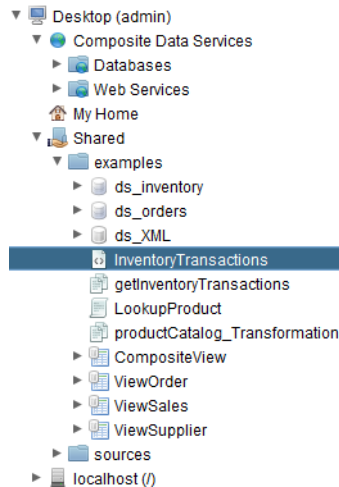 Desktop (admin)
Composite Data Services
Databases
Web Services
My Home
Shared
examples
ds_inventory
ds_orders
ds_XML
InventoryTransactions
getInventoryTransactions
LookupProduct
productCatalog_Transformation
CompositeView
ViewOrder
ViewSales
ViewSupplier
sources
localhost (/)